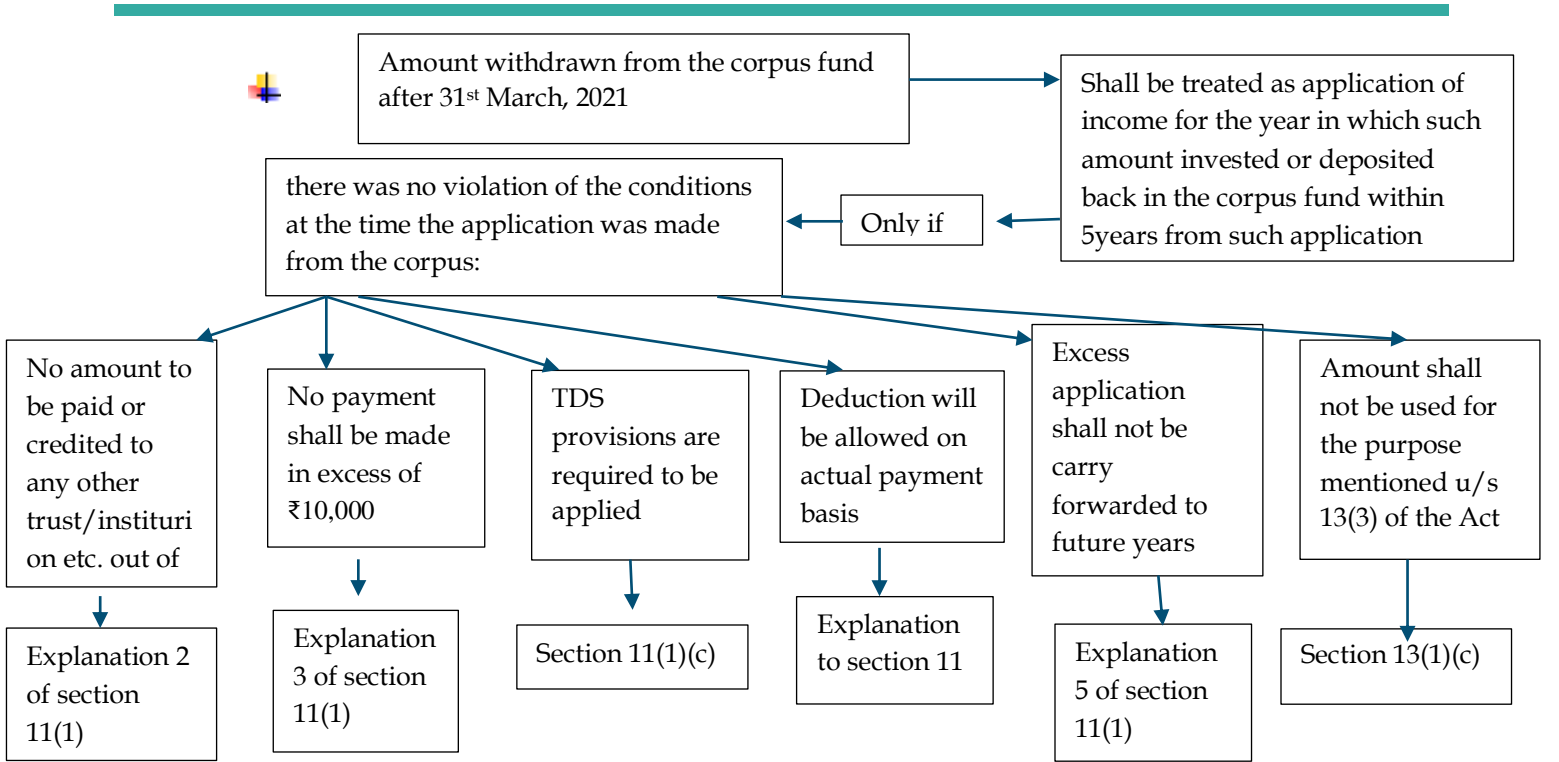 Amount withdrawn from the corpus fund
after 31st March, 2021
Shall be treated as application of
income for the year in which such
amount invested or deposited
back in the corpus fund within
5years from such application
Only if
there was no violation of the conditions
at the time the application was made
from the corpus:
No amount to
be paid or
credited to
any other
trust/instituri
on etc. out of
No payment
shall be made
in excess of
₹10,000
TDS
provisions are
required to be
applied
Deduction will
be allowed on
actual payment
basis
Excess
application
shall not be
carry
forwarded to
future years
Amount shall
not be used for
the purpose
mentioned u/s
13(3) of the Act
Explanation 2
of section
11(1)
Explanation
3 of section
11(1)
Section 11(1)(c)
Explanation
to section 11
Explanation
5 of section
11(1)
Section 13(1)(c)